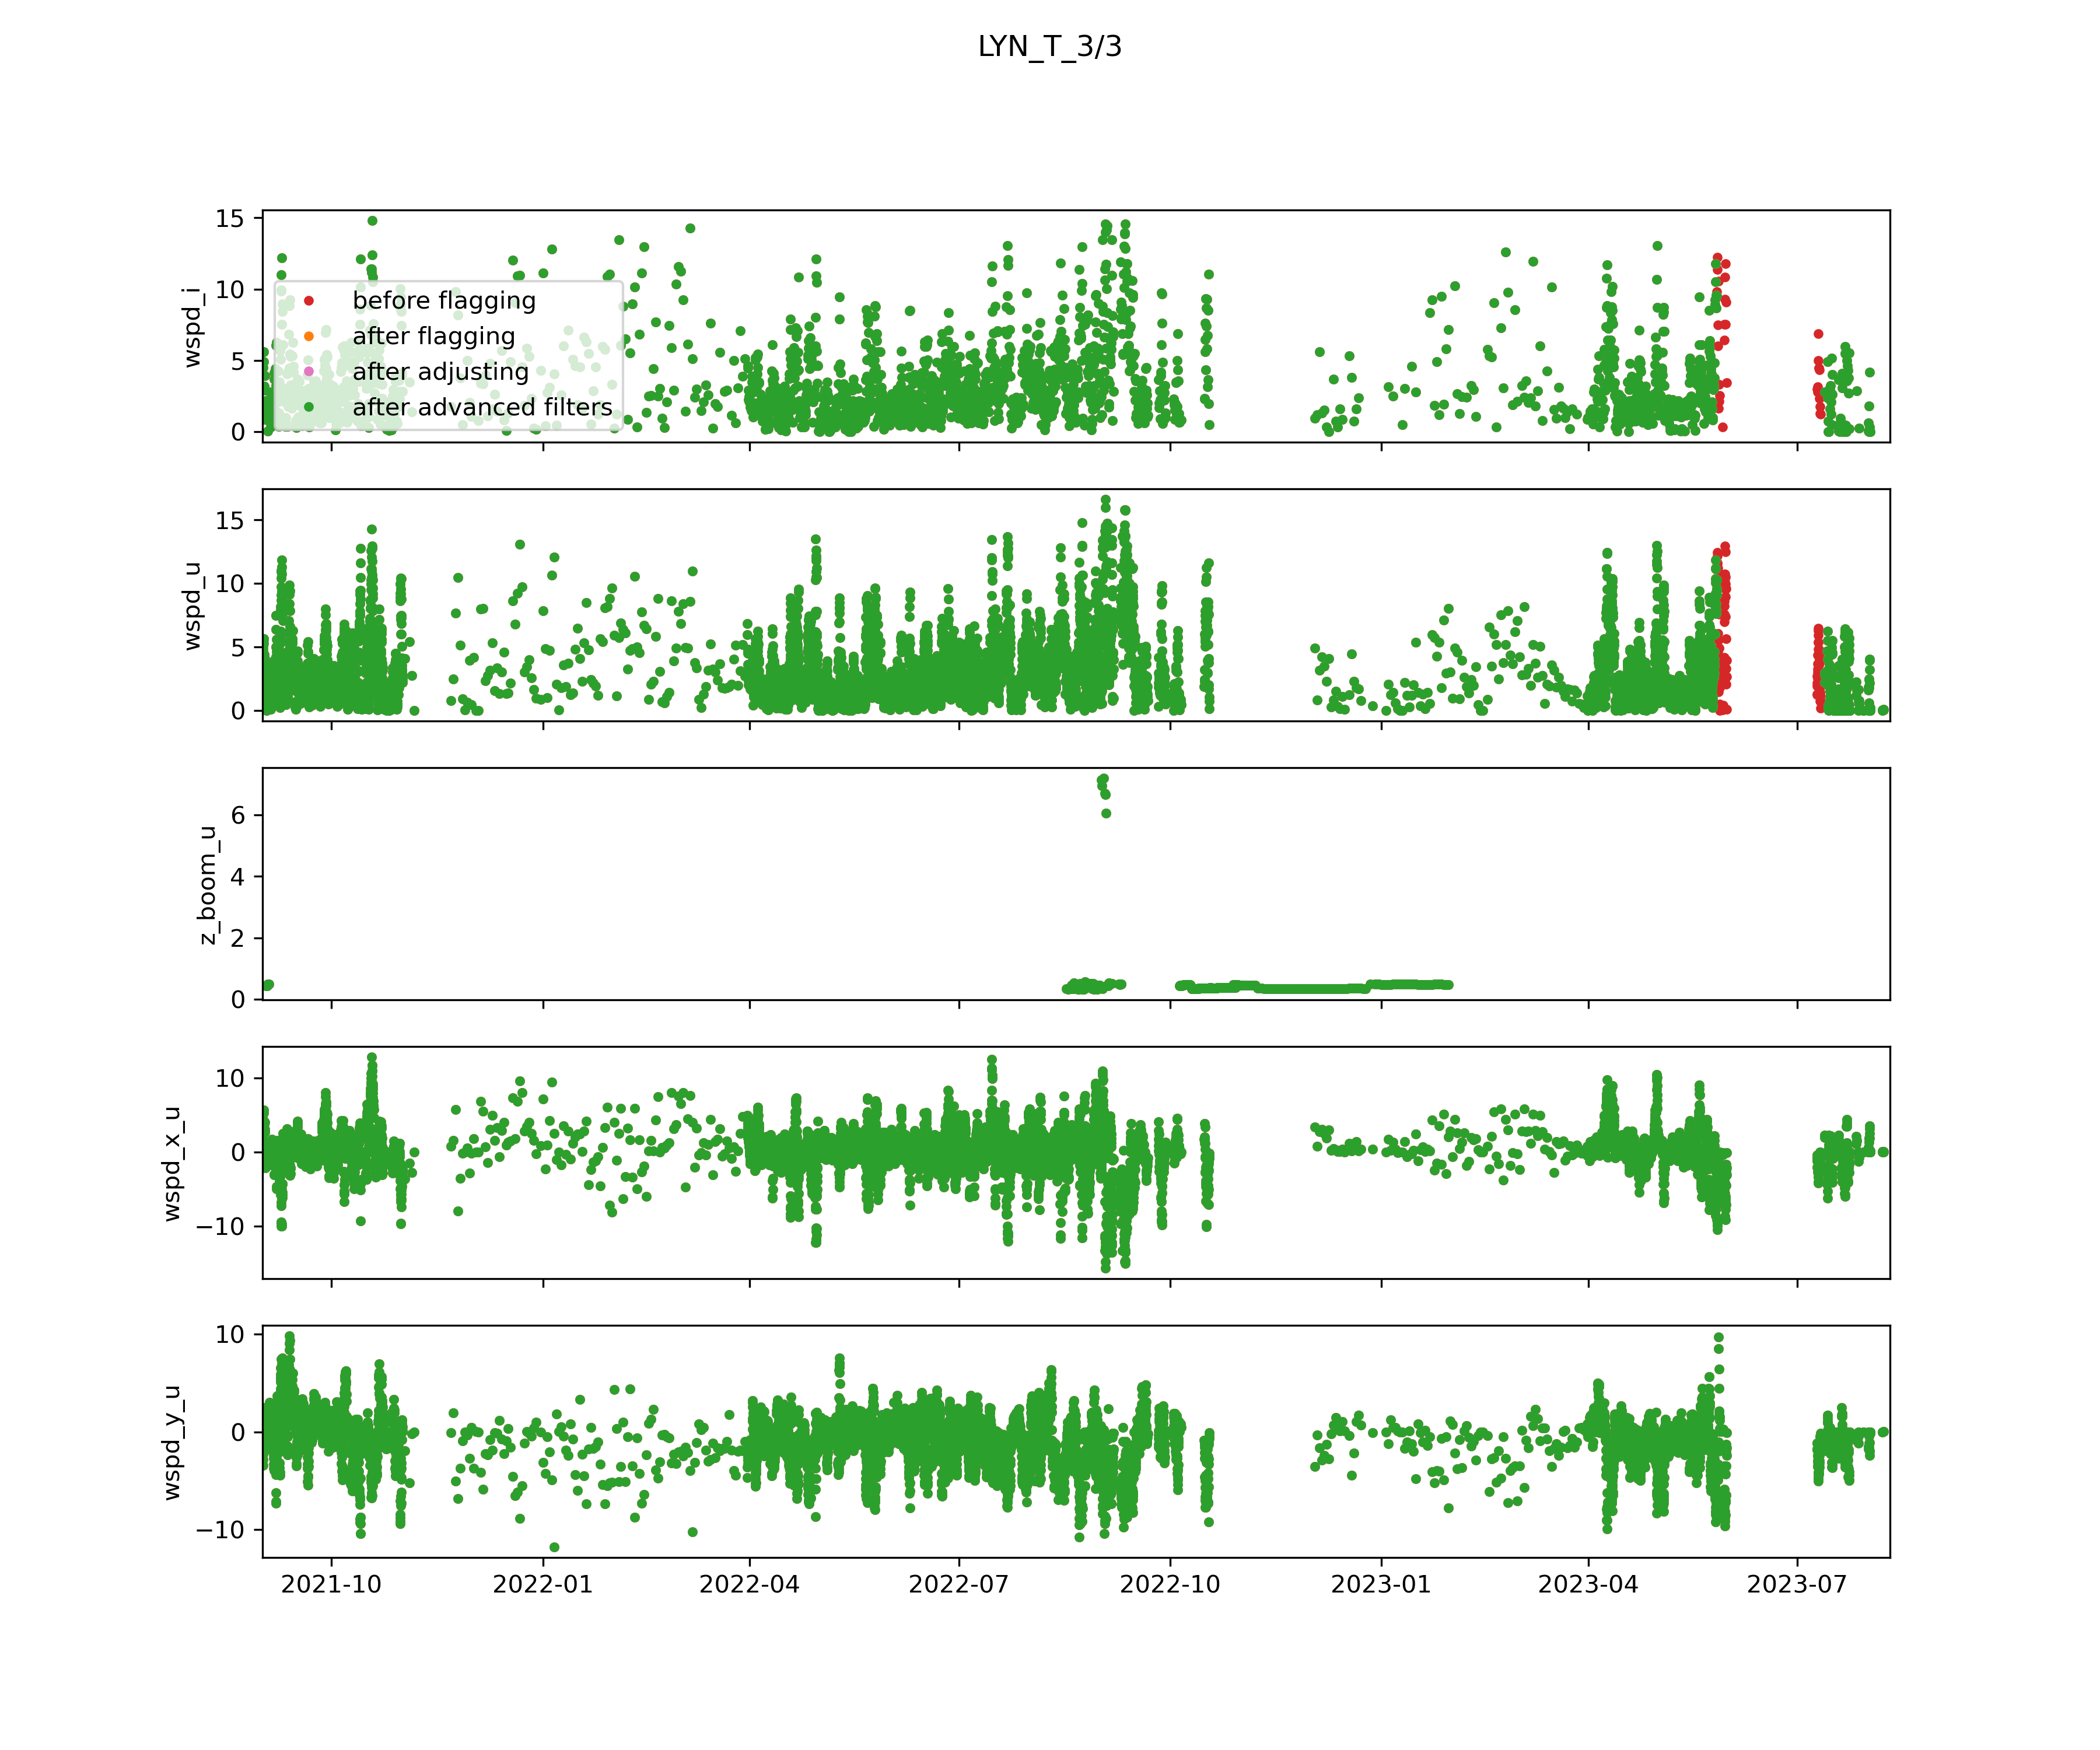 LYN_T_3/3
15
10
5
0
wspd_i
before flagging
after flagging
after adjusting
after advanced filters
15
10
5
0
wspd_u
6
4
2
0
z_boom_u
10
0
−10
wspd_x_u
10
0
−10
wspd_y_u
2021-10 2022-01 2022-04 2022-07 2022-10 2023-01 2023-04 2023-07